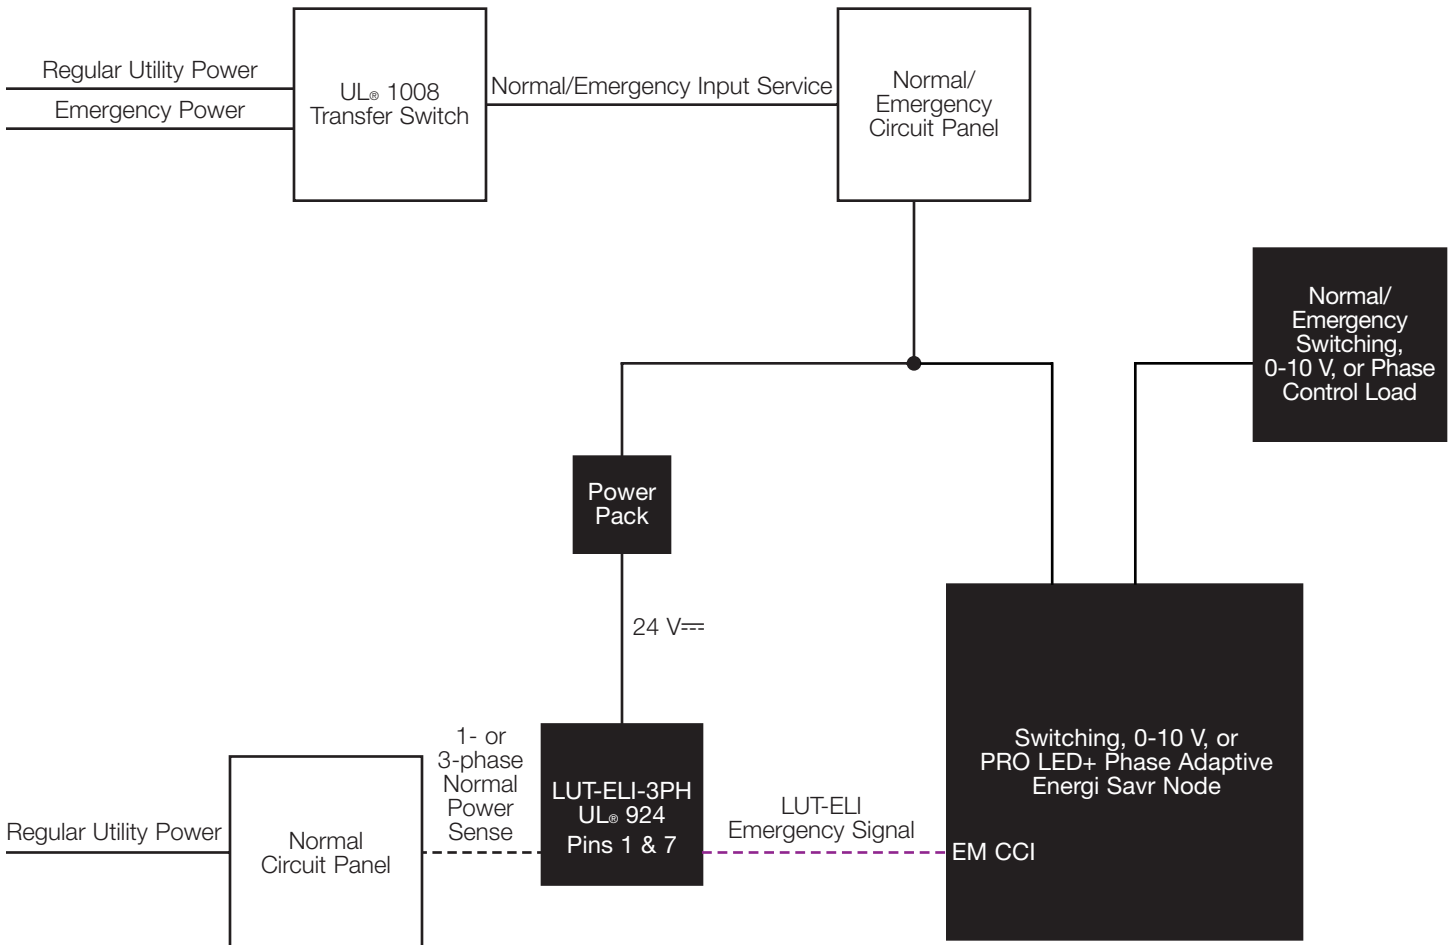 Regular Utility Power
Emergency Power
UL® 1008
Transfer Switch
Normal/Emergency Input Service
Normal/
Emergency
Circuit Panel
Normal/
Emergency
Switching,
0-10 V, or Phase
Control Load
Power
Pack
24 V⎓
Regular Utility Power
Normal
Circuit Panel
1- or
3-phase
Normal
Power
Sense
LUT-ELI-3PH
UL® 924
Pins 1 & 7
LUT-ELI
Emergency Signal
EM CCI
Switching, 0-10 V, or
PRO LED+ Phase Adaptive
Energi Savr Node